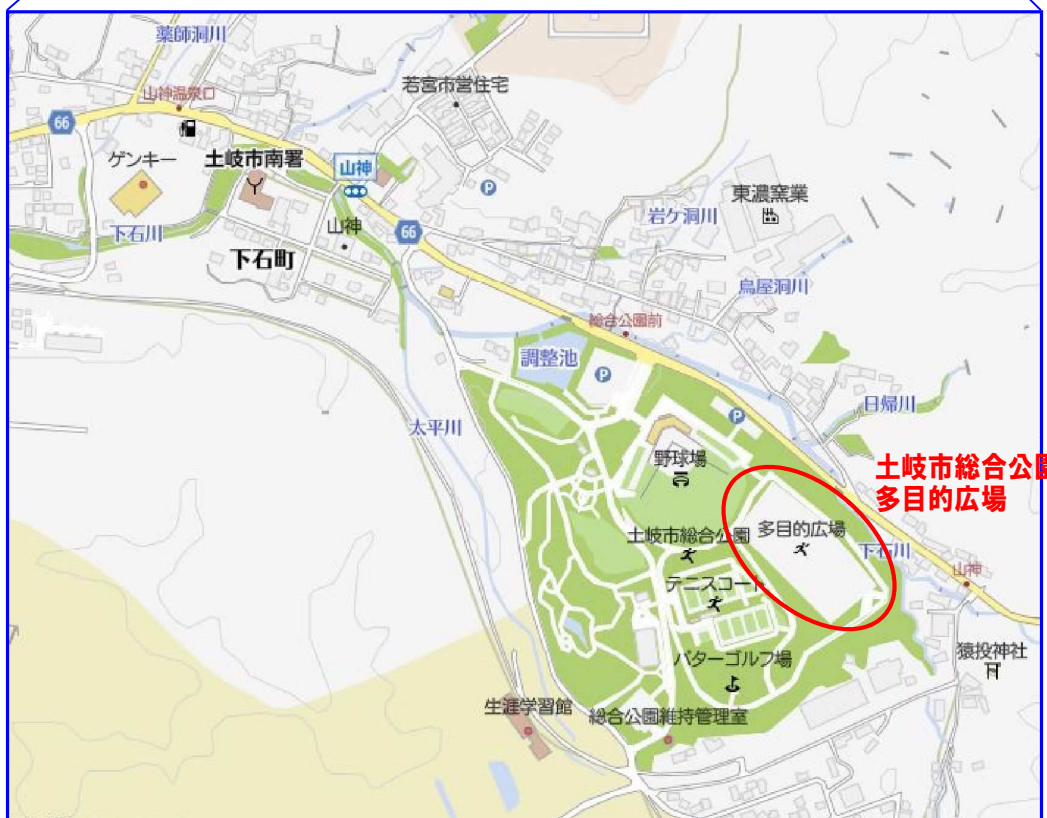 薬師洞川
若宮市営住宅
山神温泉口
66
ゲンキー
土岐市南署
山神
P
東濃窯業
岩ケ洞川
下石川
山神
66
下石町
鳥屋洞川
総合公園前
調整池
P
日帰川
太平川
P
野球場
土岐市総合公園
多目的広場
土岐市総合公園
多目的広場
下石川
テニスコート
山神
パターゴルフ場
猿投神社
生涯学習館
総合公園維持管理室